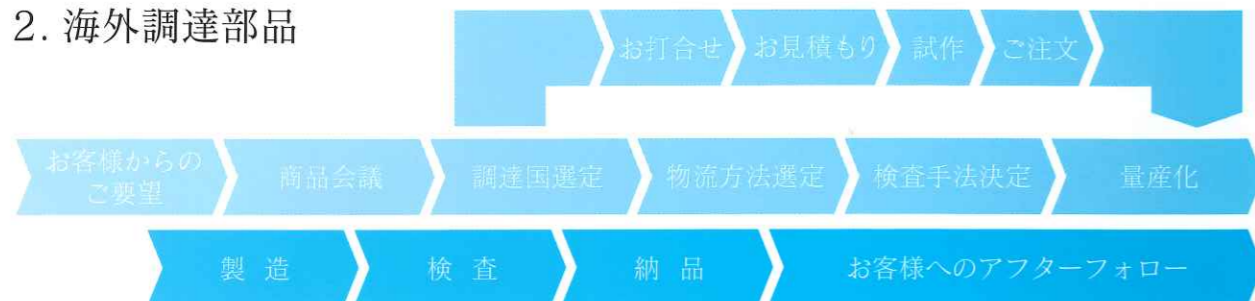 2. 海外調達部品
お打合せ
お見積もり
試作
ご注文
お客様からの
ご要望
商品会議
調達国選定
物流方法選定
検査手法決定
量産化
製 造
検 査
納 品
お客様へのアフターフォロー